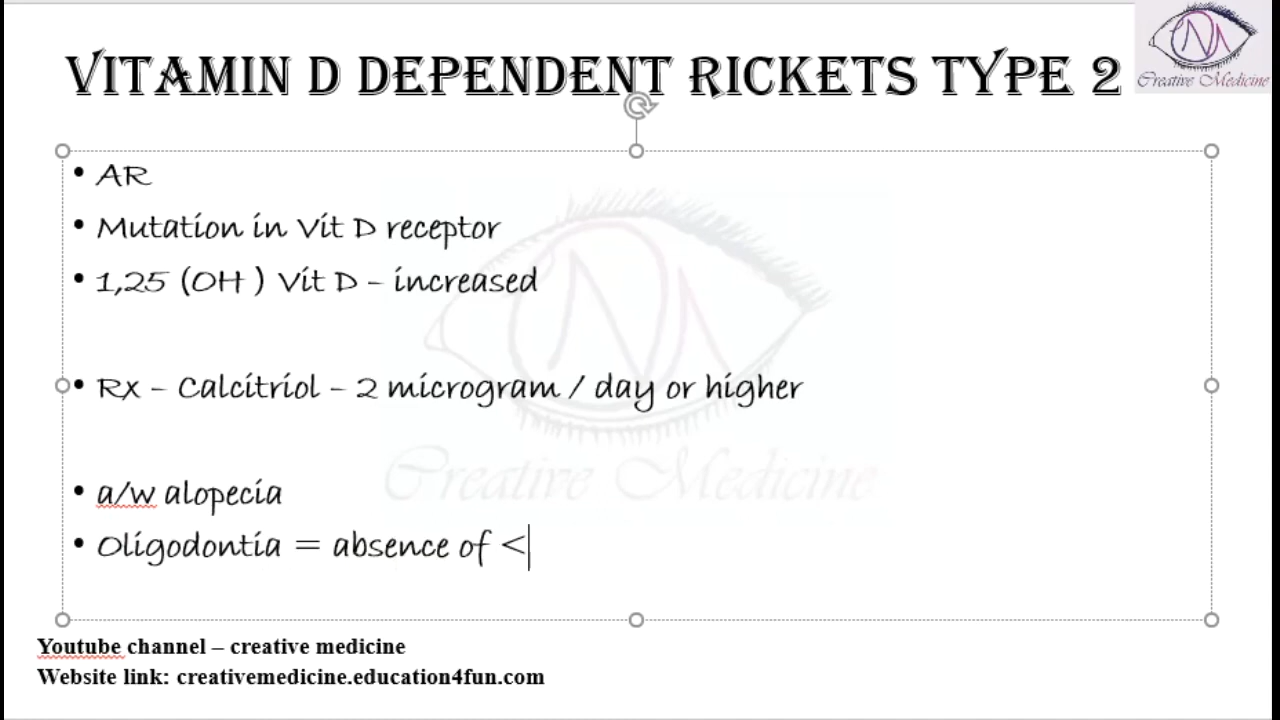 VITAMIN D DEPENDENT RICKETS TYPE 2
Creative Medicine
• AR
• Mutation in Vit D receptor
• 1,25 (OH ) Vit D – increased
• Rx – Calcitriol – 2 microgram / day or higher
Creative Medicine
• a/w alopecia
• Oligodontia = absence of <
Youtube channel – creative medicine
Website link: creativemedicine.education4fun.com